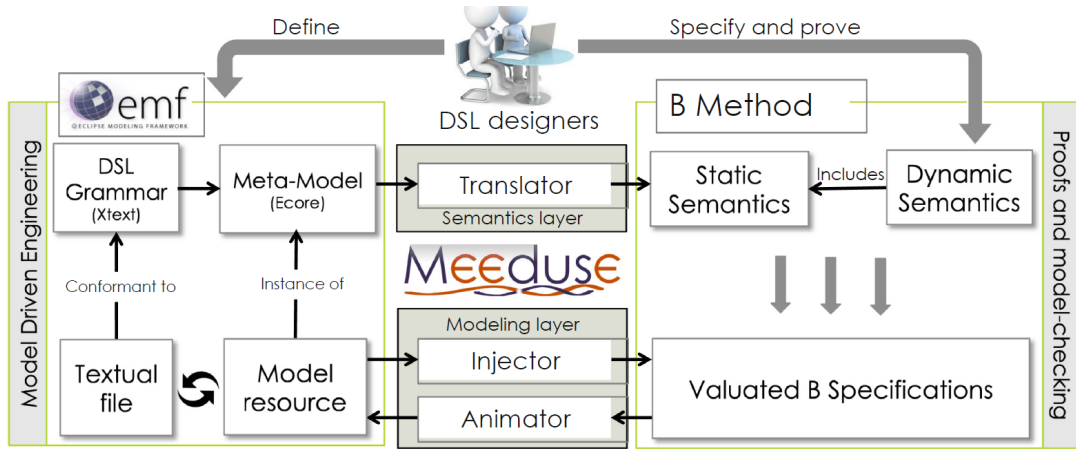 Define
Specify and prove
emf
ECLIPSE MODELING FRAMEWORK
DSL designers
B Method
Model Driven Engineering
DSL
Grammar
(Xtext)
Meta-Model
(Ecore)
Translator
Semantics layer
Static
Semantics
Includes
Dynamic
Semantics
Proofs and model-checking
Conformant to
Instance of
Meeduse
Modeling layer
Textual
file
Model
resource
Injector
Animator
Valuated B Specifications